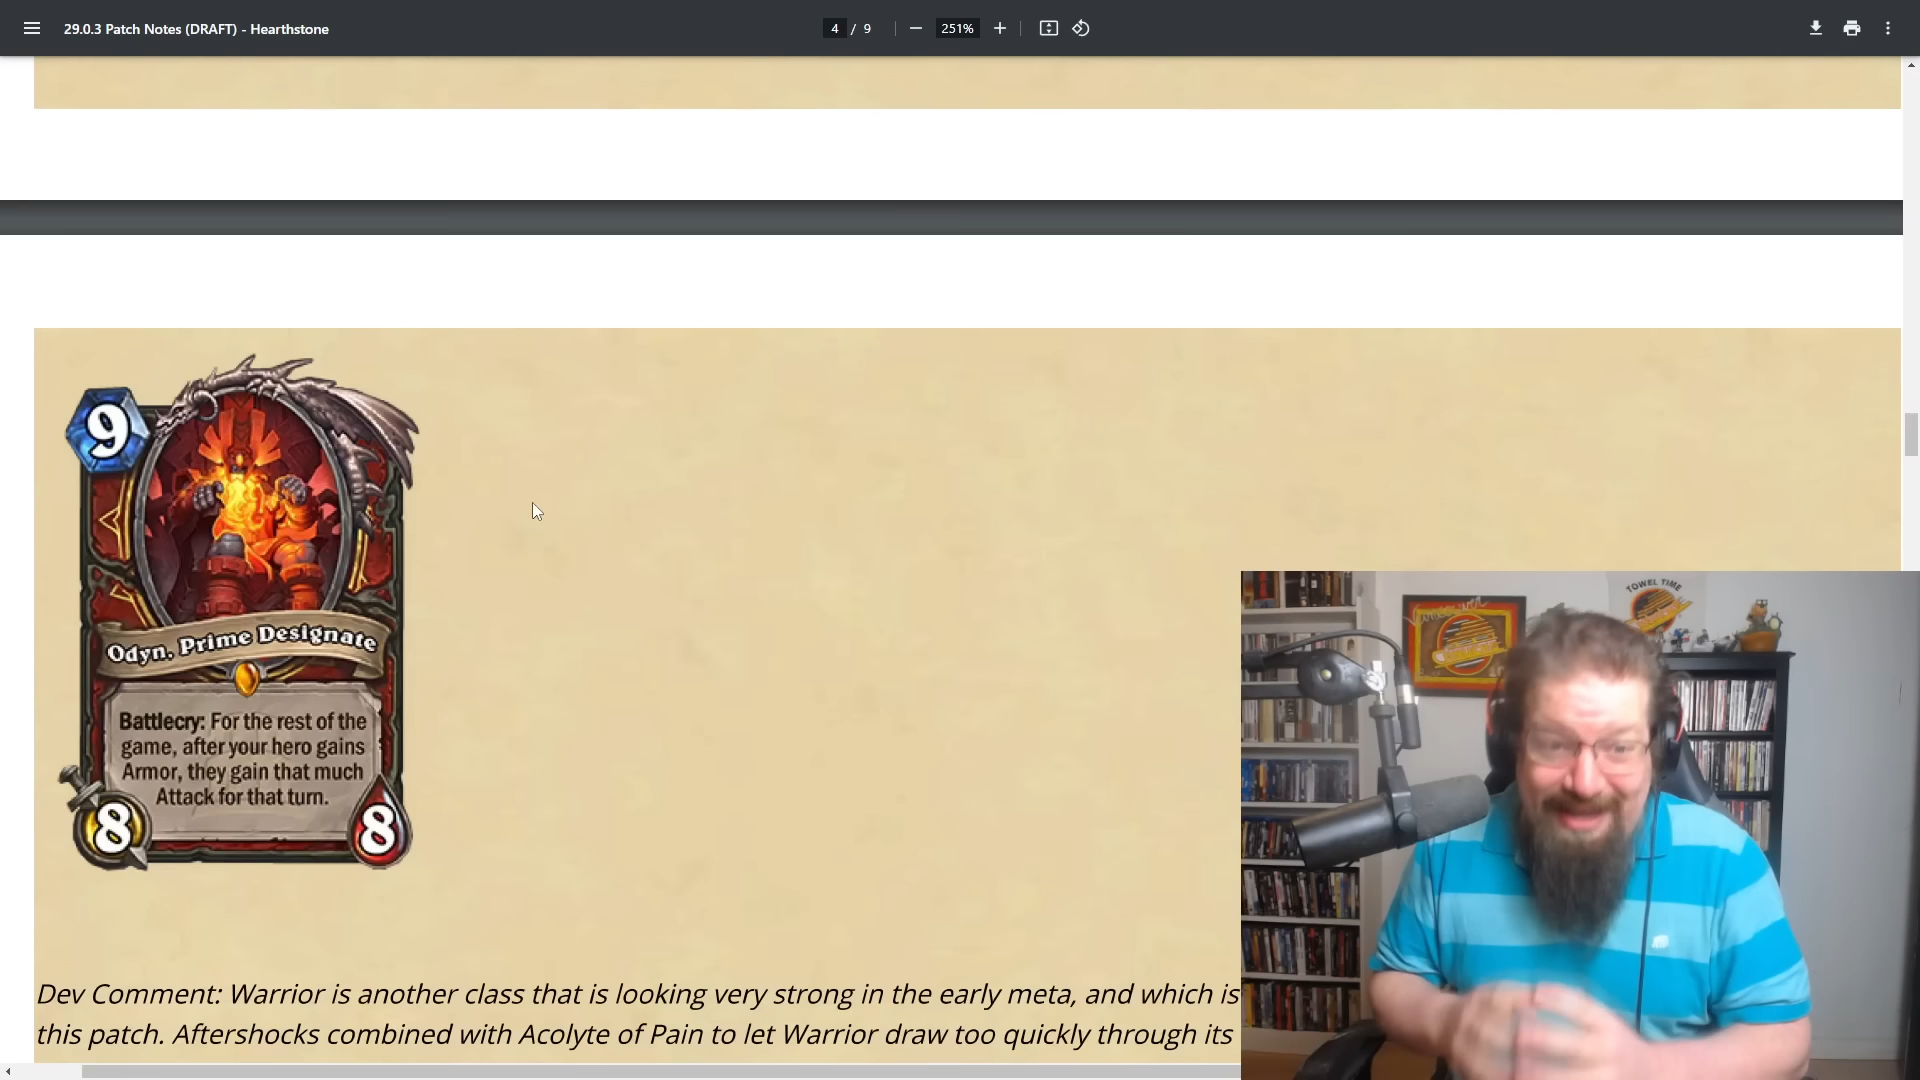 29.0.3 Patch Notes (DRAFT) - Hearthstone
4 / 9
251%
9
Odyn, Prime Designate
Battlecry: For the rest of the
game, after your hero gains
Armor, they gain that much
Attack for that turn.
8
8
TOWEL TIME
Vancouver
Dev Comment: Warrior is another class that is looking very strong in the early meta, and which is
this patch. Aftershocks combined with Acolyte of Pain to let Warrior draw too quickly through its